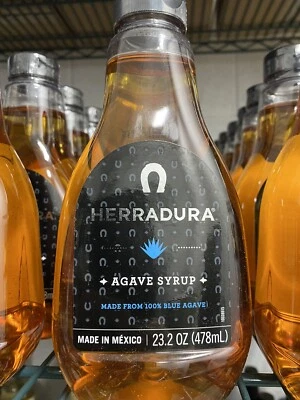 HERRADURA
AGAVE SYRUP
MADE FROM 100% BLUE AGAVE
MADE IN MÉXICO | 23.2 OZ (478mL)